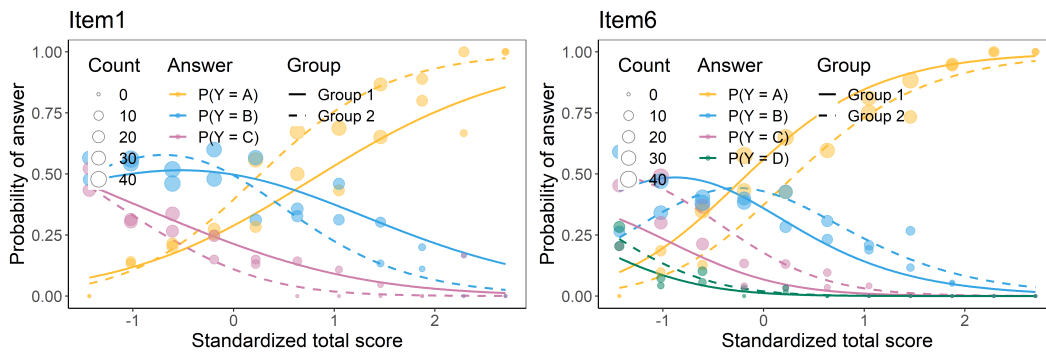 Item1
Probability of answer
1.00
0.75
0.50
0.25
0.00
Count
0
10
20
30
40
Answer
P(Y = A)
P(Y = B)
P(Y = C)
Group
Group 1
Group 2
-1
0
1
2
Standardized total score
Item6
Probability of answer
1.00
0.75
0.50
0.25
0.00
Count
0
10
20
30
40
Answer
P(Y = A)
P(Y = B)
P(Y = C)
P(Y = D)
Group
Group 1
Group 2
-1
0
1
2
Standardized total score